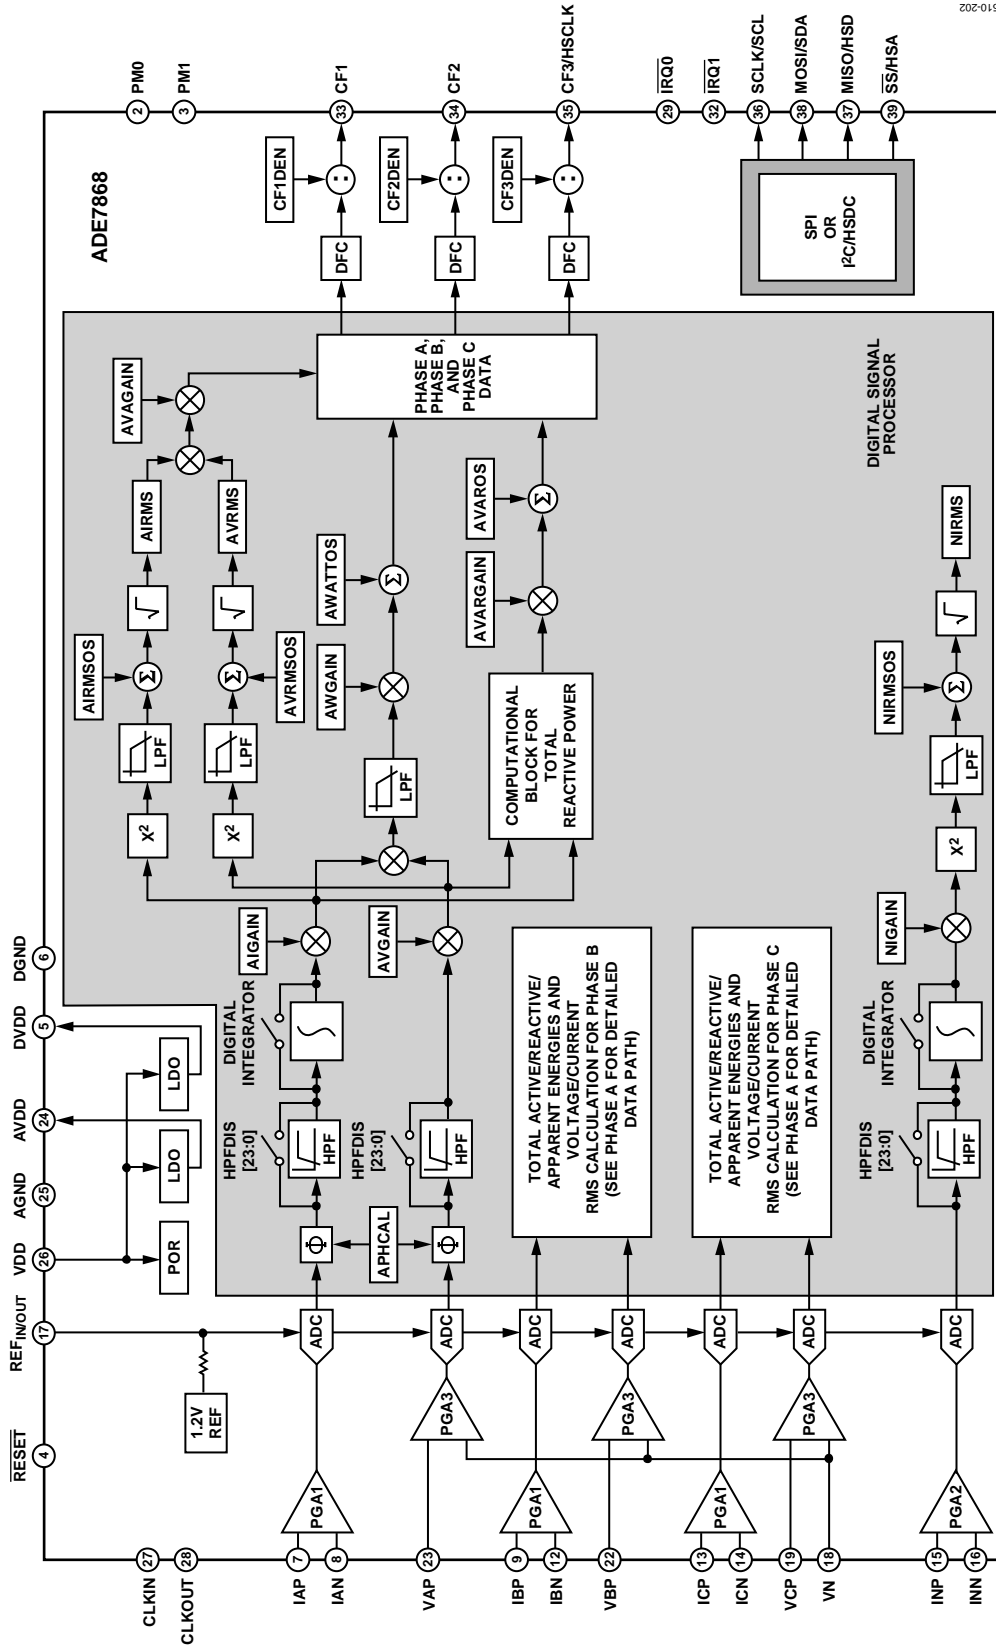 ADE7868
RESET
4
REFIN/OUT
17
VDD
26
AGND
25
AVDD
24
DVDD
5
DGND
6
CLKIN
27
CLKOUT
28
1.2V
REF
POR
LDO
LDO
PM0
2
PM1
3
IAP
7
IAN
8
PGA1
ADC
Φ
HPFDIS
[23:0]
HPF
DIGITAL
INTEGRATOR
AIGAIN
X²
LPF
AIRMSOS
Σ
√
AIRMS
AVAGAIN
X²
LPF
AVRMSOS
Σ
√
AVRMS
VAP
23
PGA3
ADC
APHCAL
Φ
HPFDIS
[23:0]
HPF
AVGAIN
LPF
AWGAIN
AWATTOS
Σ
COMPUTATIONAL
BLOCK FOR
TOTAL
REACTIVE POWER
AVARGAIN
AVAROS
Σ
PHASE A,
PHASE B,
AND
PHASE C
DATA
DFC
CF1DEN
:
33
CF1
DFC
CF2DEN
:
34
CF2
DFC
CF3DEN
:
35
CF3/HSCLK
IBP
9
IBN
12
PGA1
ADC
VBP
22
PGA3
ADC
TOTAL ACTIVE/REACTIVE/
APPARENT ENERGIES AND
VOLTAGE/CURRENT
RMS CALCULATION FOR PHASE B
(SEE PHASE A FOR DETAILED
DATA PATH)
ICP
13
ICN
14
PGA1
ADC
VCP
19
VN
18
PGA3
ADC
TOTAL ACTIVE/REACTIVE/
APPARENT ENERGIES AND
VOLTAGE/CURRENT
RMS CALCULATION FOR PHASE C
(SEE PHASE A FOR DETAILED
DATA PATH)
INP
15
INN
16
PGA2
ADC
HPFDIS
[23:0]
HPF
DIGITAL
INTEGRATOR
NIGAIN
X²
LPF
NIRMSOS
Σ
√
NIRMS
DIGITAL SIGNAL
PROCESSOR
29
IRQ0
32
IRQ1
SPI
OR
I²C/HSDC
36
SCLK/SCL
38
MOSI/SDA
37
MISO/HSD
39
SS/HSA